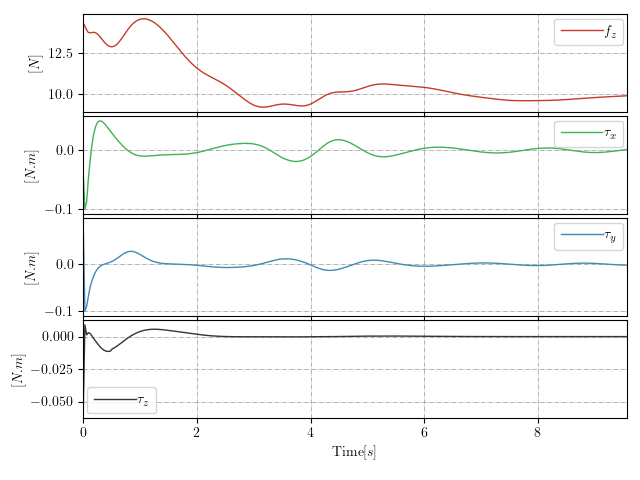 12.5
10.0
[N]
f_z
0.0
−0.1
[N.m]
τ_x
0.0
−0.1
[N.m]
τ_y
0.000
−0.025
−0.050
[N.m]
τ_z
0 2 4 6 8
Time[s]